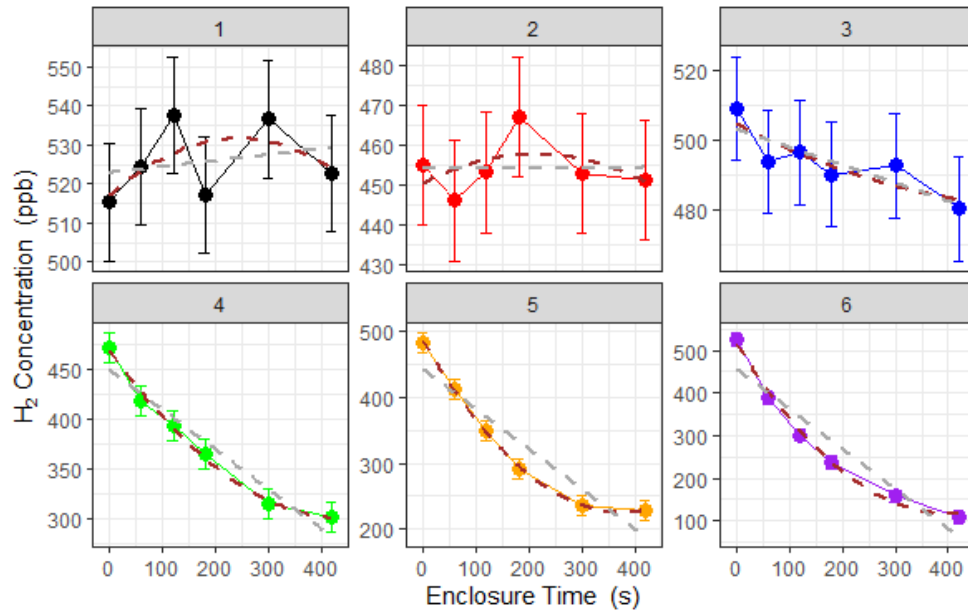 1 2 3
550 540 530 520 510 500
480 470 460 450 440 430
520 500 480
H₂ Concentration (ppb)
4 5 6
450 400 350 300
500 400 300 200
500 400 300 200 100
0 100 200 300 400
0 100 200 300 400
0 100 200 300 400
Enclosure Time (s)